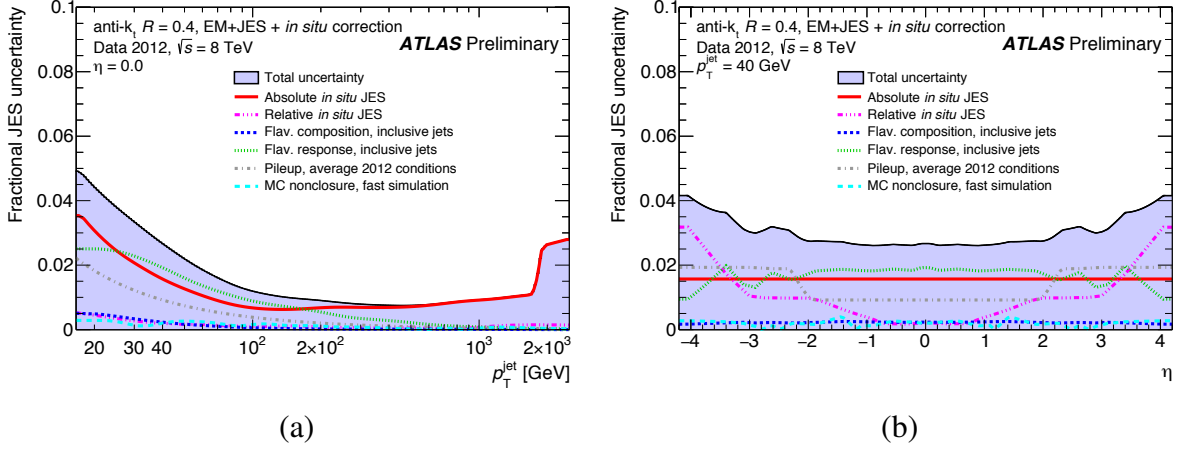 Fractional JES uncertainty
0.1
0.08
0.06
0.04
0.02
0
anti-kt R = 0.4, EM+JES + in situ correction
Data 2012, √s = 8 TeV
η = 0.0
ATLAS Preliminary
Total uncertainty
Absolute in situ JES
Relative in situ JES
Flav. composition, inclusive jets
Flav. response, inclusive jets
Pileup, average 2012 conditions
MC nonclosure, fast simulation
20 30 40 10² 2×10² 10³ 2×10³
pT^jet [GeV]
(a)
Fractional JES uncertainty
0.1
0.08
0.06
0.04
0.02
0
anti-kt R = 0.4, EM+JES + in situ correction
Data 2012, √s = 8 TeV
pT^jet = 40 GeV
ATLAS Preliminary
Total uncertainty
Absolute in situ JES
Relative in situ JES
Flav. composition, inclusive jets
Flav. response, inclusive jets
Pileup, average 2012 conditions
MC nonclosure, fast simulation
−4 −3 −2 −1 0 1 2 3 4
η
(b)